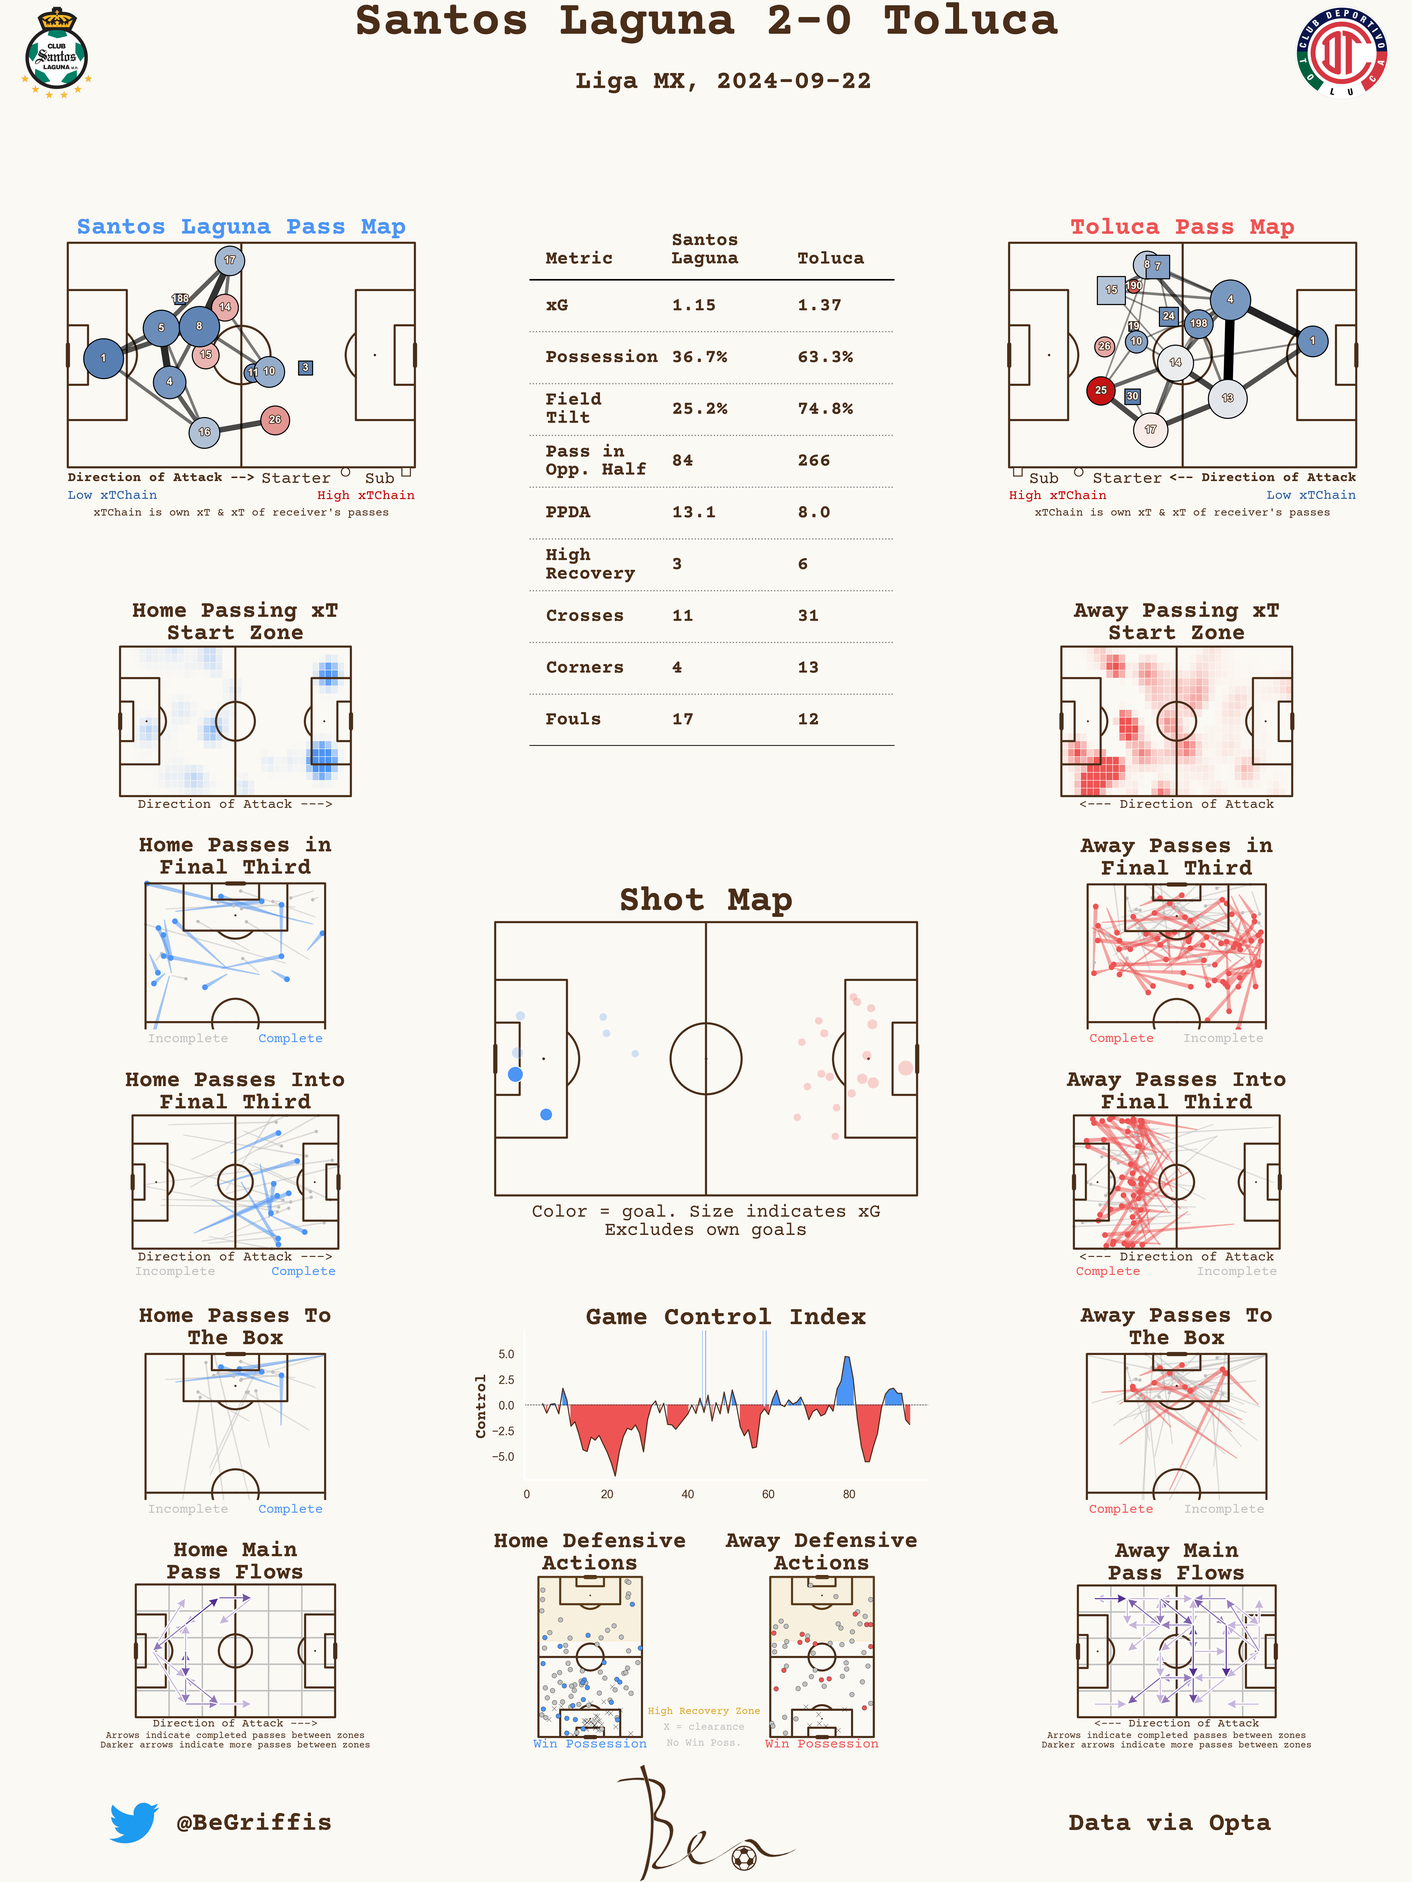 Santos Laguna 2-0 Toluca
Liga MX, 2024-09-22
CLUB
Santos
LAGUNA
CLUB DEPORTIVO
TOLUCA
Santos Laguna Pass Map
17
188
14
5
8
15
1
11
10
3
4
26
16
Direction of Attack --> Starter Sub
Low xTChain High xTChain
xTChain is own xT & xT of receiver's passes
Metric Santos Laguna Toluca
xG 1.15 1.37
Possession 36.7% 63.3%
Field Tilt 25.2% 74.8%
Pass in Opp. Half 84 266
PPDA 13.1 8.0
High Recovery 3 6
Crosses 11 31
Corners 4 13
Fouls 17 12
Toluca Pass Map
8
7
15
190
4
24
198
19
10
26
1
14
25
30
13
17
Sub Starter <-- Direction of Attack
High xTChain Low xTChain
xTChain is own xT & xT of receiver's passes
Home Passing xT
Start Zone
Direction of Attack --->
Away Passing xT
Start Zone
<--- Direction of Attack
Home Passes in
Final Third
Incomplete Complete
Away Passes in
Final Third
Complete Incomplete
Shot Map
Color = goal. Size indicates xG
Excludes own goals
Home Passes Into
Final Third
Direction of Attack --->
Incomplete Complete
Away Passes Into
Final Third
<--- Direction of Attack
Complete Incomplete
Home Passes To
The Box
Incomplete Complete
Game Control Index
Control
5.0
2.5
0.0
−2.5
−5.0
0 20 40 60 80
Away Passes To
The Box
Complete Incomplete
Home Main
Pass Flows
Direction of Attack --->
Arrows indicate completed passes between zones
Darker arrows indicate more passes between zones
Home Defensive
Actions
Win Possession
High Recovery Zone
X = clearance
No Win Poss.
Away Defensive
Actions
Win Possession
Away Main
Pass Flows
<--- Direction of Attack
Arrows indicate completed passes between zones
Darker arrows indicate more passes between zones
@BeGriffis
Ben
Data via Opta